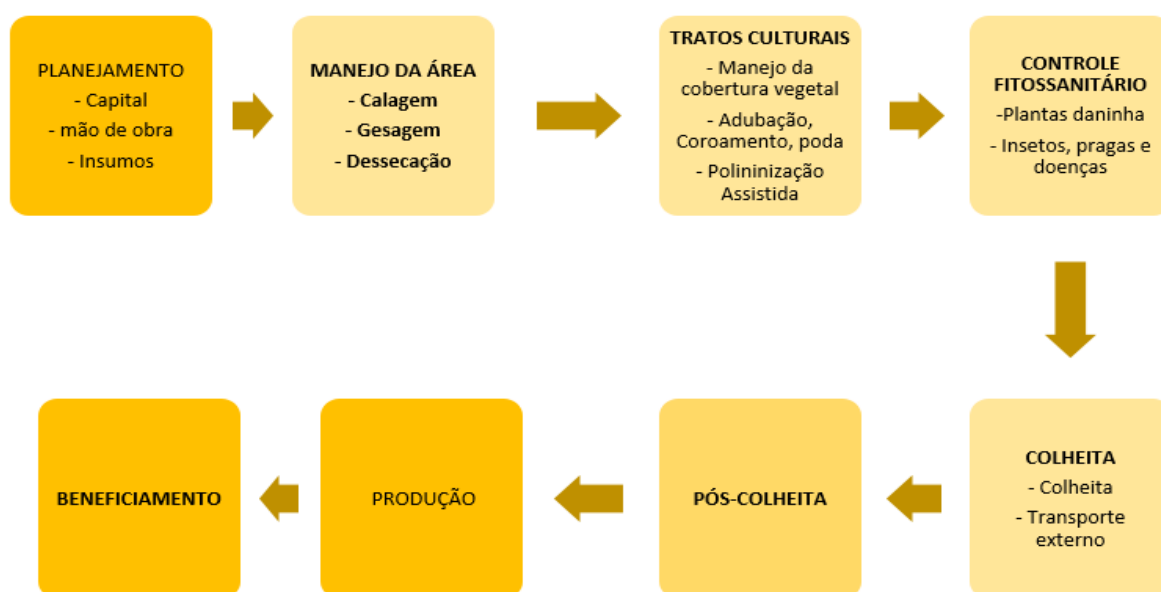 PLANEJAMENTO
- Capital
- mão de obra
- Insumos
MANEJO DA ÁREA
- Calagem
- Gesagem
- Dessecação
TRATOS CULTURAIS
- Manejo da
cobertura vegetal
- Adubação,
Coroamento, poda
- Polininização
Assistida
CONTROLE
FITOSSANITÁRIO
-Plantas daninha
- Insetos, pragas e
doenças
COLHEITA
- Colheita
- Transporte
externo
PÓS-COLHEITA
PRODUÇÃO
BENEFICIAMENTO